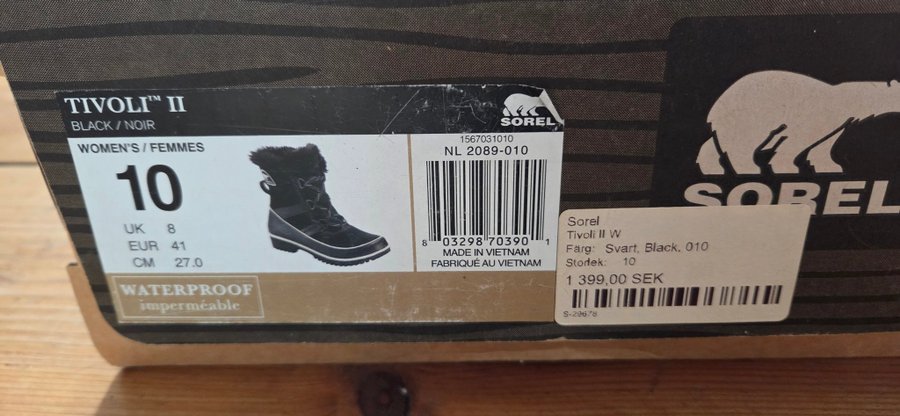 TIVOLI™ II
BLACK / NOIR
SOREL
WOMEN'S / FEMMES
10
UK 8
EUR 41
CM 27.0
1567031010
NL 2089-010
8 03298 70390 1
MADE IN VIETNAM
FABRIQUÉ AU VIETNAM
WATERPROOF
imperméable
SOREL
Sorel
Tivoli II W
Färg: Svart, Black, 010
Storlek: 10
1 399,00 SEK
S-29678